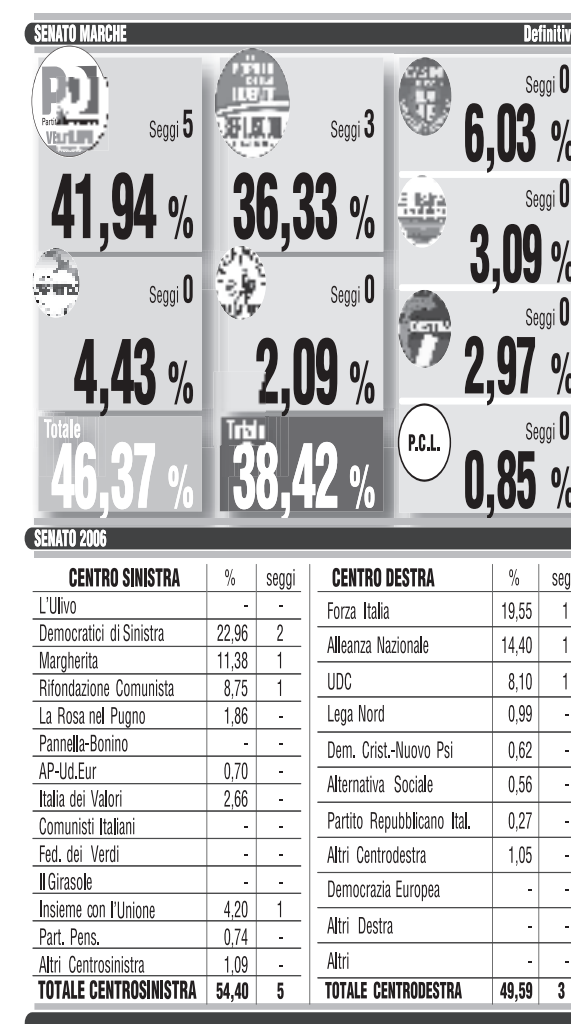 SENATO MARCHE Definitiv
Seggi 5
41,94 %
Seggi 0
4,43 %
Totale
46,37 %
Seggi 3
36,33 %
Seggi 0
2,09 %
38,42 %
Seggi 0
6,03 %
Seggi 0
3,09 %
Seggi 0
2,97 %
P.C.L.
Seggi 0
0,85 %
SENATO 2006
CENTRO SINISTRA % seggi
L'Ulivo - -
Democratici di Sinistra 22,96 2
Margherita 11,38 1
Rifondazione Comunista 8,75 1
La Rosa nel Pugno 1,86 -
Pannella-Bonino - -
AP-Ud.Eur 0,70 -
Italia dei Valori 2,66 -
Comunisti Italiani - -
Fed. dei Verdi - -
Il Girasole - -
Insieme con l'Unione 4,20 1
Part. Pens. 0,74 -
Altri Centrosinistra 1,09 -
TOTALE CENTROSINISTRA 54,40 5
CENTRO DESTRA % seg
Forza Italia 19,55 1
Alleanza Nazionale 14,40 1
UDC 8,10 1
Lega Nord 0,99 -
Dem. Crist.-Nuovo Psi 0,62 -
Alternativa Sociale 0,56 -
Partito Repubblicano Ital. 0,27 -
Altri Centrodestra 1,05 -
Democrazia Europea - -
Altri Destra - -
Altri - -
TOTALE CENTRODESTRA 49,59 3